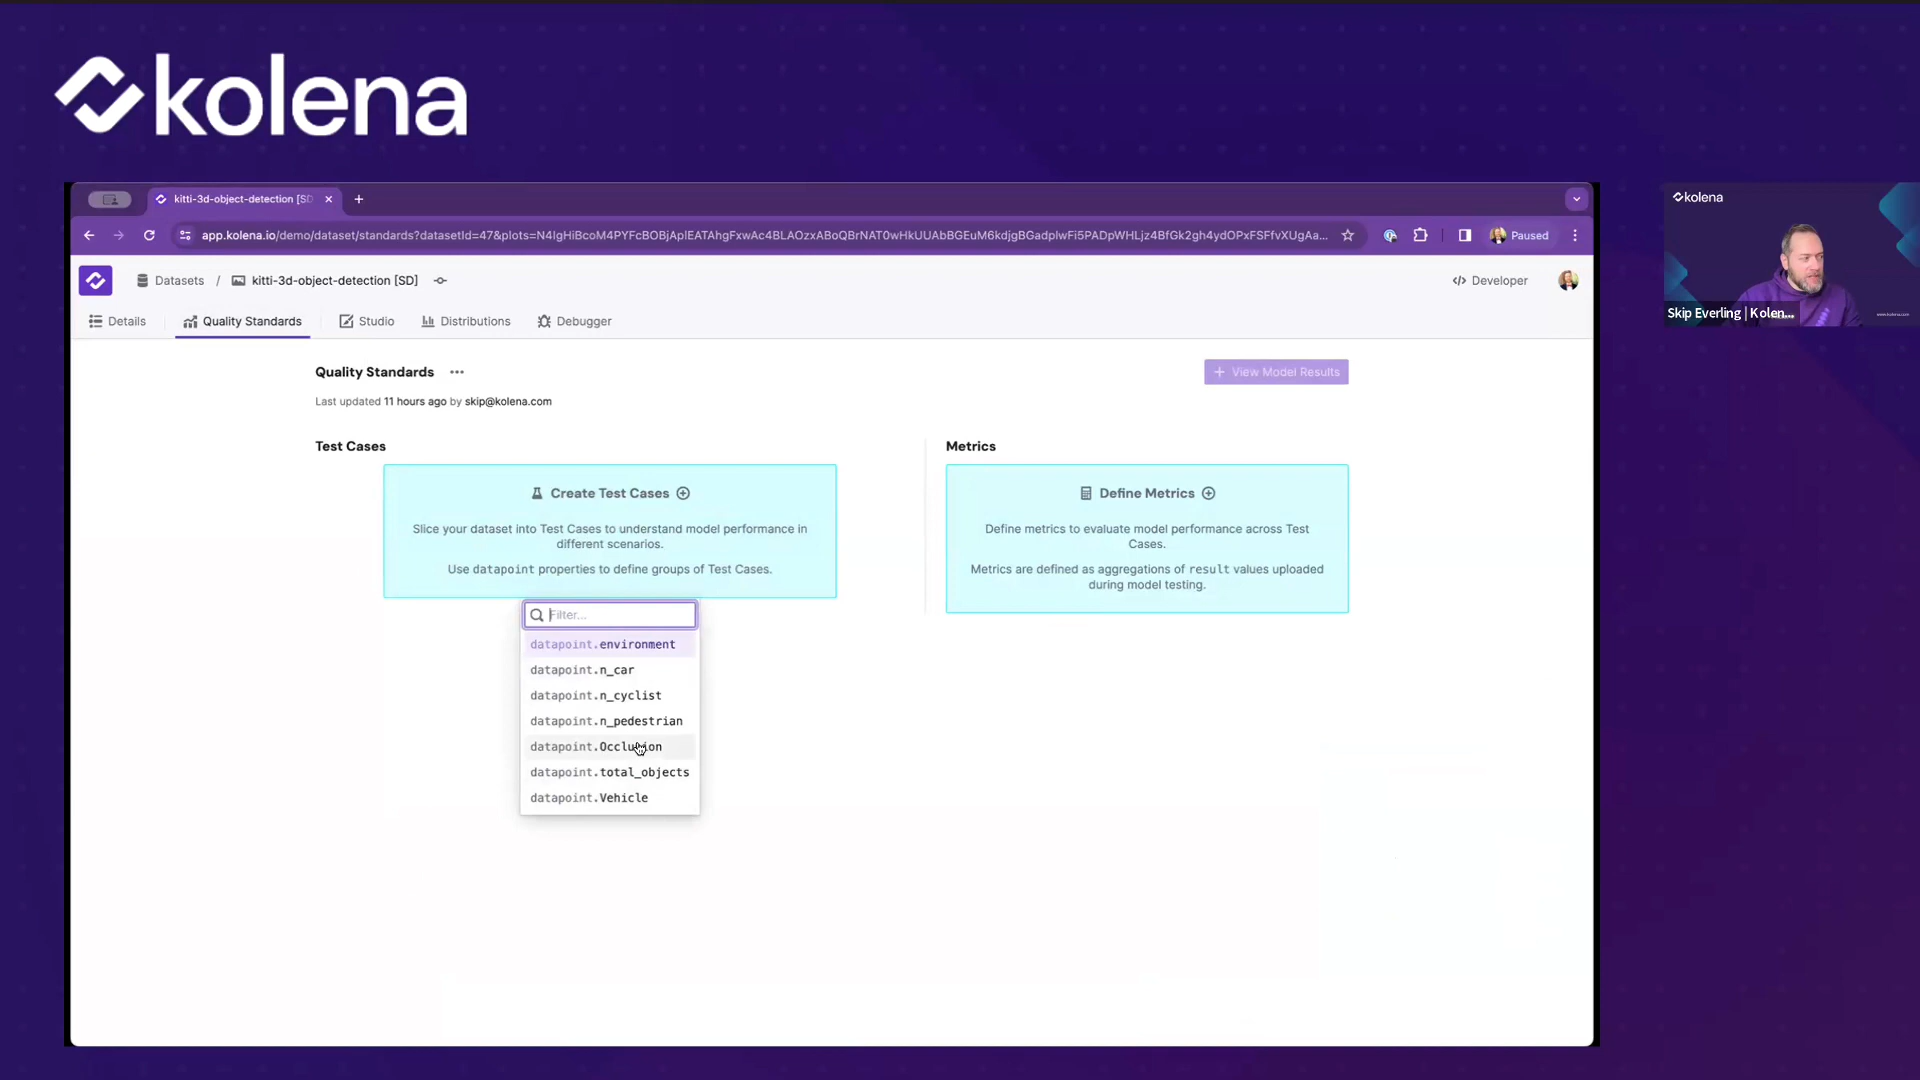 kolena
kitti-3d-object-detection [SD
app.kolena.io/demo/dataset/standards?datasetId=47&plots=N4IgHiBcoM4PYFcBOBjApIEATAhgFxwAc4BLAOzxABoQBrNAT0wHkUUAbBGEuM6kdjgBGadplwFi5PADpWHLjz4BfGk2gh4ydOPxFSFfvXUgAa...
Paused
Datasets / kitti-3d-object-detection [SD]
Developer
Details
Quality Standards
Studio
Distributions
Debugger
Quality Standards ...
+ View Model Results
Last updated 11 hours ago by skip@kolena.com
Test Cases
Metrics
Create Test Cases
Slice your dataset into Test Cases to understand model performance in
different scenarios.
Use datapoint properties to define groups of Test Cases.
Define Metrics
Define metrics to evaluate model performance across Test
Cases.
Metrics are defined as aggregations of result values uploaded
during model testing.
Filter...
datapoint.environment
datapoint.n_car
datapoint.n_cyclist
datapoint.n_pedestrian
datapoint.Occlusion
datapoint.total_objects
datapoint.Vehicle
kolena
Skip Everling | Kolen...
www.kolena.com